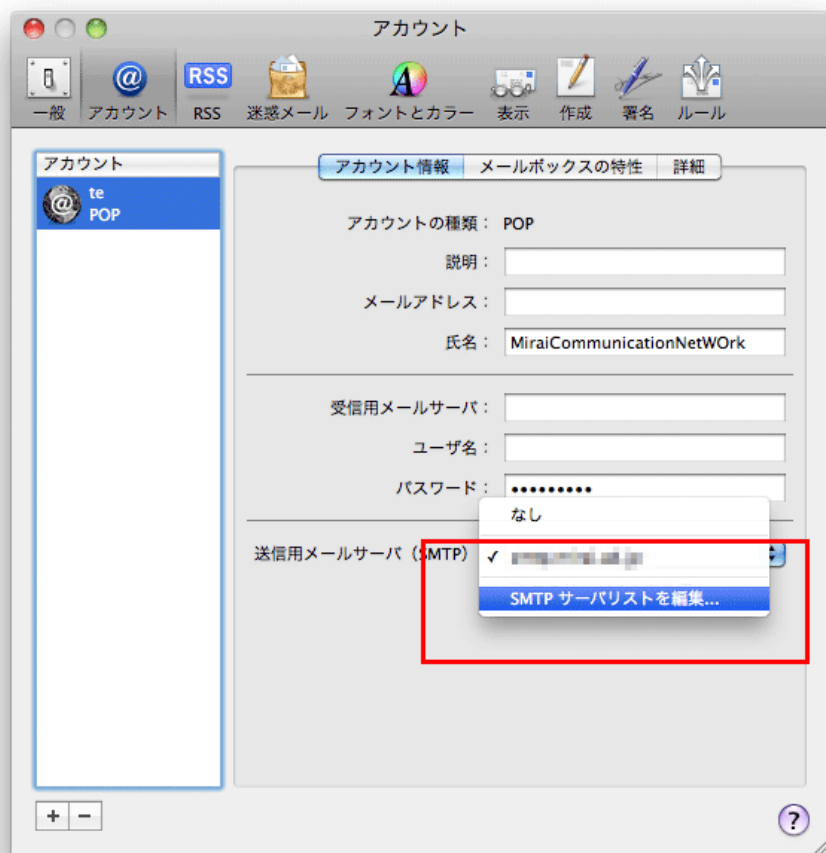 アカウント
RSS
一般 アカウント RSS 迷惑メール フォントとカラー 表示 作成 署名 ルール
アカウント
te
POP
アカウント情報 メールボックスの特性 詳細
アカウントの種類： POP
説明：
メールアドレス：
氏名： MiraiCommunicationNetWOrk
受信用メールサーバ：
ユーザ名：
パスワード： •••••••••
なし
送信用メールサーバ（SMTP） ✓
SMTP サーバリストを編集...